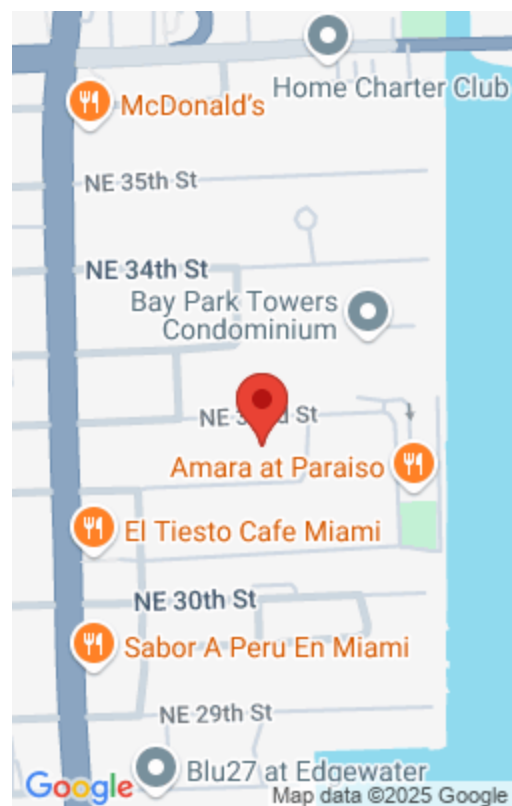 Home Charter Club
McDonald's
NE 35th St
NE 34th St
Bay Park Towers
Condominium
NE St
Amara at Paraiso
El Tiesto Cafe Miami
NE 30th St
Sabor A Peru En Miami
NE 29th St
Blu27 at Edgewater
Google
Map data ©2025 Google